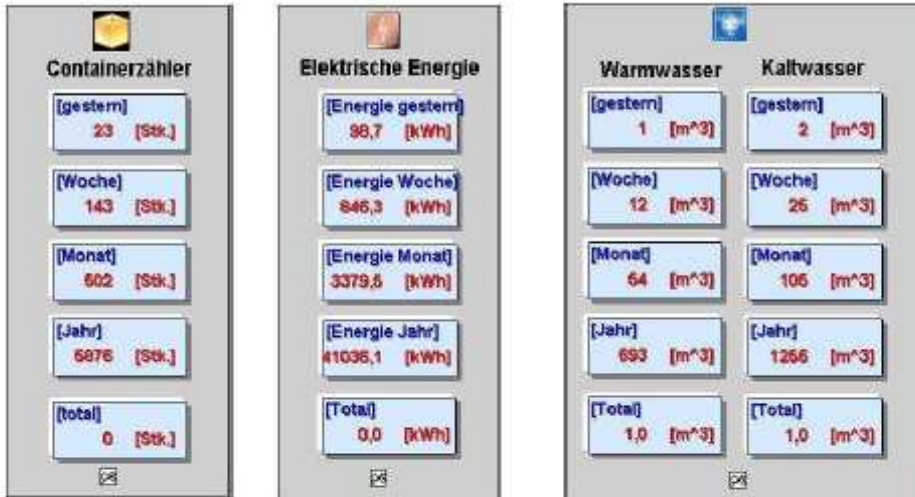 Containerzähler
[gestern]
23 [Stk.]
[Woche]
143 [Stk.]
[Monat]
602 [Stk.]
[Jahr]
6876 [Stk.]
[total]
0 [Stk.]
Elektrische Energie
[Energie gestern]
98,7 [kWh]
[Energie Woche]
846,3 [kWh]
[Energie Monat]
3379,5 [kWh]
[Energie Jahr]
41036,1 [kWh]
[Total]
0,0 [kWh]
Warmwasser
[gestern]
1 [m^3]
[Woche]
12 [m^3]
[Monat]
54 [m^3]
[Jahr]
693 [m^3]
[Total]
1,0 [m^3]
Kaltwasser
[gestern]
2 [m^3]
[Woche]
25 [m^3]
[Monat]
105 [m^3]
[Jahr]
1256 [m^3]
[Total]
1,0 [m^3]